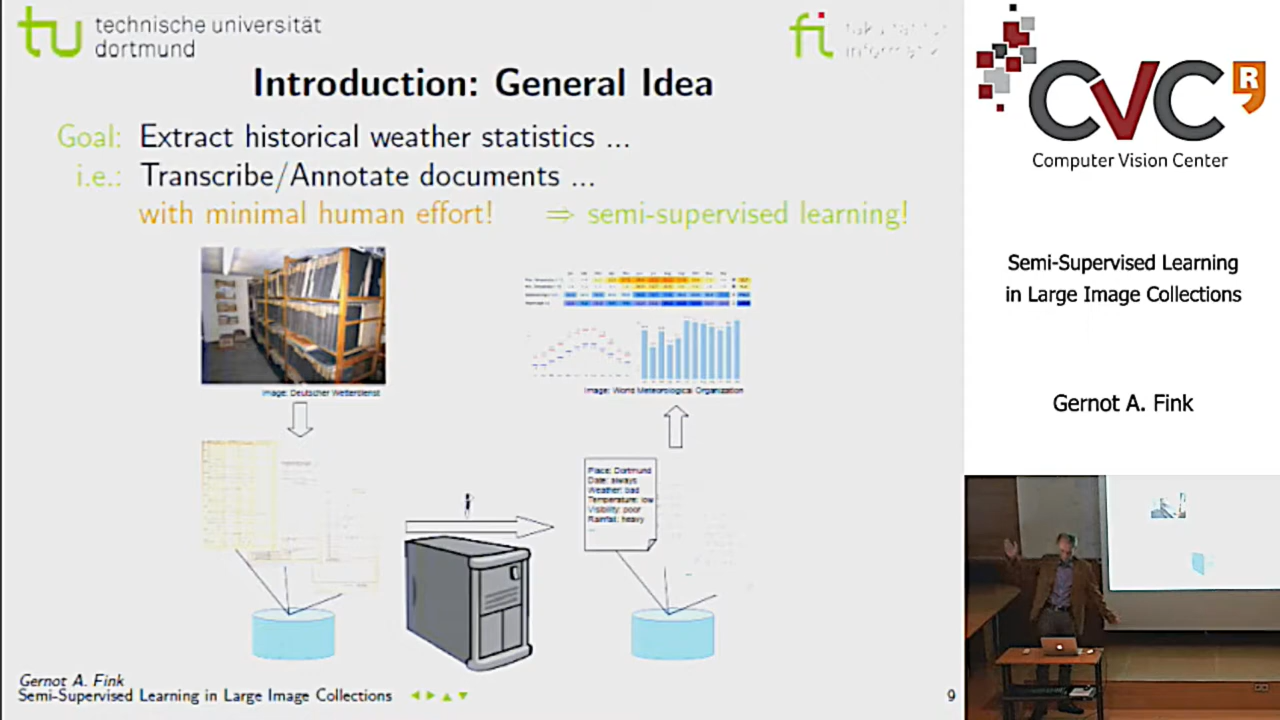 technische universität
dortmund
Introduction: General Idea
Goal: Extract historical weather statistics ...
i.e.: Transcribe/Annotate documents ...
with minimal human effort! ⇒ semi-supervised learning!
Image: Deutscher Wetterdienst
Image: World Meteorological Organization
Place: Dortmund
Date: always
Weather: bad
Temperature: low
Visibility: poor
Rainfall: heavy
...
Gernot A. Fink
Semi-Supervised Learning in Large Image Collections
9
CVC R
Computer Vision Center
Semi-Supervised Learning
in Large Image Collections
Gernot A. Fink